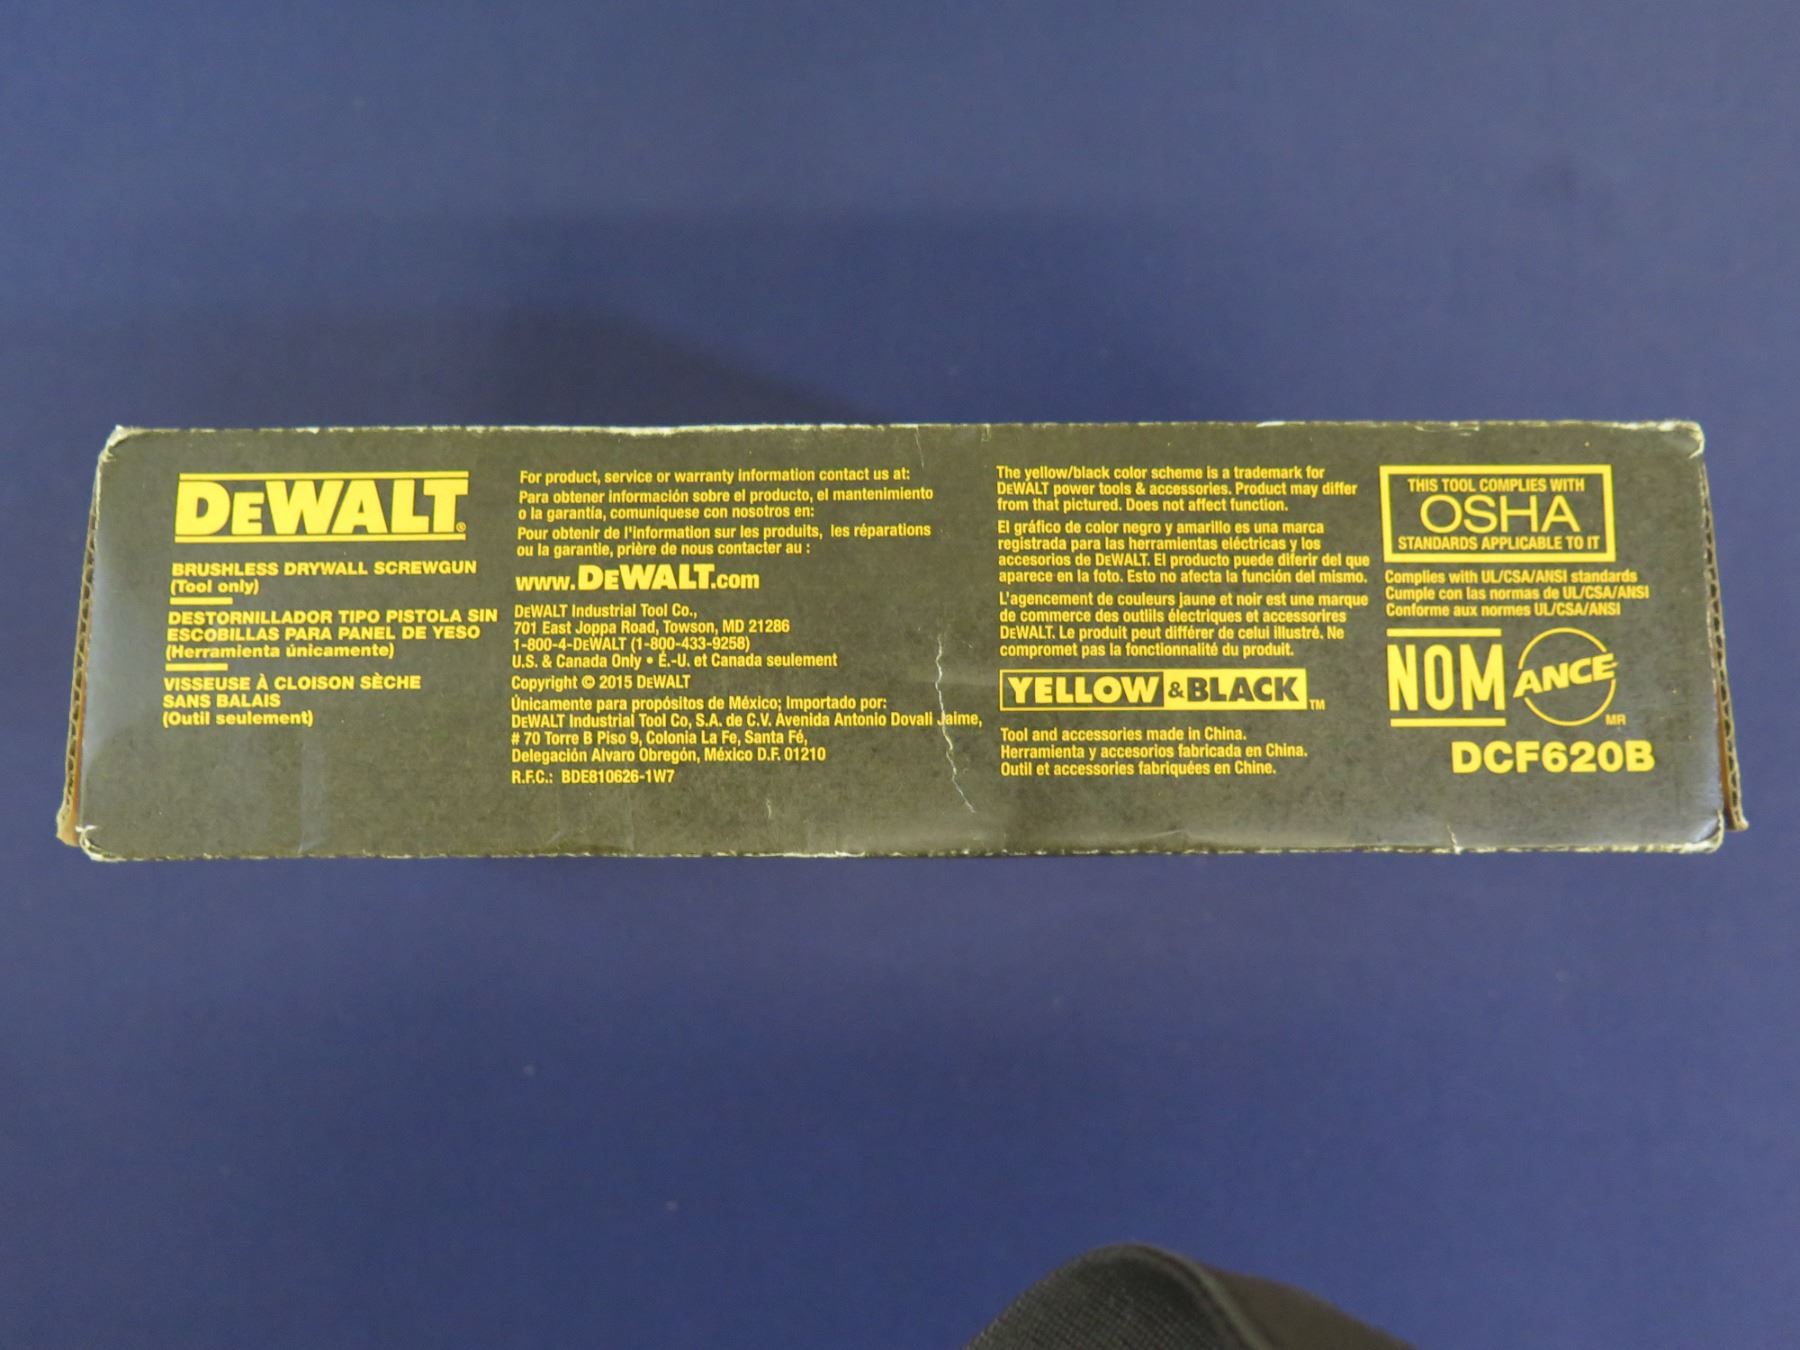 DEWALT®
BRUSHLESS DRYWALL SCREWGUN
(Tool only)
DESTORNILLADOR TIPO PISTOLA SIN
ESCOBILLAS PARA PANEL DE YESO
(Herramienta únicamente)
VISSEUSE À CLOISON SÈCHE
SANS BALAIS
(Outil seulement)
For product, service or warranty information contact us at:
Para obtener información sobre el producto, el mantenimiento
o la garantía, comuníquese con nosotros en:
Pour obtenir de l'information sur les produits, les réparations
ou la garantie, prière de nous contacter au :
www.DEWALT.com
DEWALT Industrial Tool Co.,
701 East Joppa Road, Towson, MD 21286
1-800-4-DEWALT (1-800-433-9258)
U.S. & Canada Only • É.-U. et Canada seulement
Copyright © 2015 DEWALT
Únicamente para propósitos de México; Importado por:
DEWALT Industrial Tool Co, S.A. de C.V. Avenida Antonio Dovali Jaime,
# 70 Torre B Piso 9, Colonia La Fe, Santa Fé,
Delegación Alvaro Obregón, México D.F. 01210
R.F.C.: BDE810626-1W7
The yellow/black color scheme is a trademark for
DEWALT power tools & accessories. Product may differ
from that pictured. Does not affect function.
El gráfico de color negro y amarillo es una marca
registrada para las herramientas eléctricas y los
accesorios de DEWALT. El producto puede diferir del que
aparece en la foto. Esto no afecta la función del mismo.
L'agencement de couleurs jaune et noir est une marque
de commerce des outils électriques et accessoires
DEWALT. Le produit peut différer de celui illustré. Ne
compromet pas la fonctionnalité du produit.
YELLOW & BLACK TM
Tool and accessories made in China.
Herramienta y accesorios fabricada en China.
Outil et accessories fabriquées en Chine.
THIS TOOL COMPLIES WITH
OSHA
STANDARDS APPLICABLE TO IT
Complies with UL/CSA/ANSI standards
Cumple con las normas de UL/CSA/ANSI
Conforme aux normes UL/CSA/ANSI
NOM ANCE MR
DCF620B